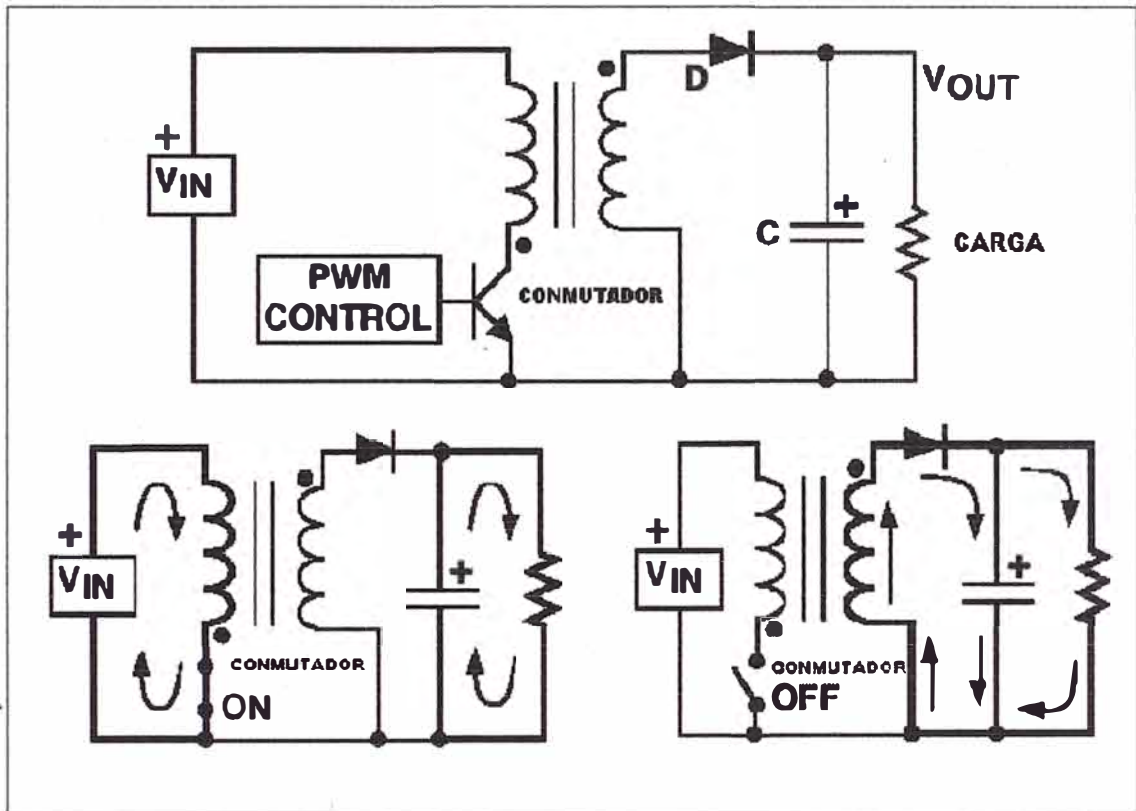 D
VOUT
+
VIN
+
C
CARGA
PWM
CONTROL
CONMUTADOR
+
VIN
+
CONMUTADOR
ON
+
VIN
+
CONMUTADOR
OFF